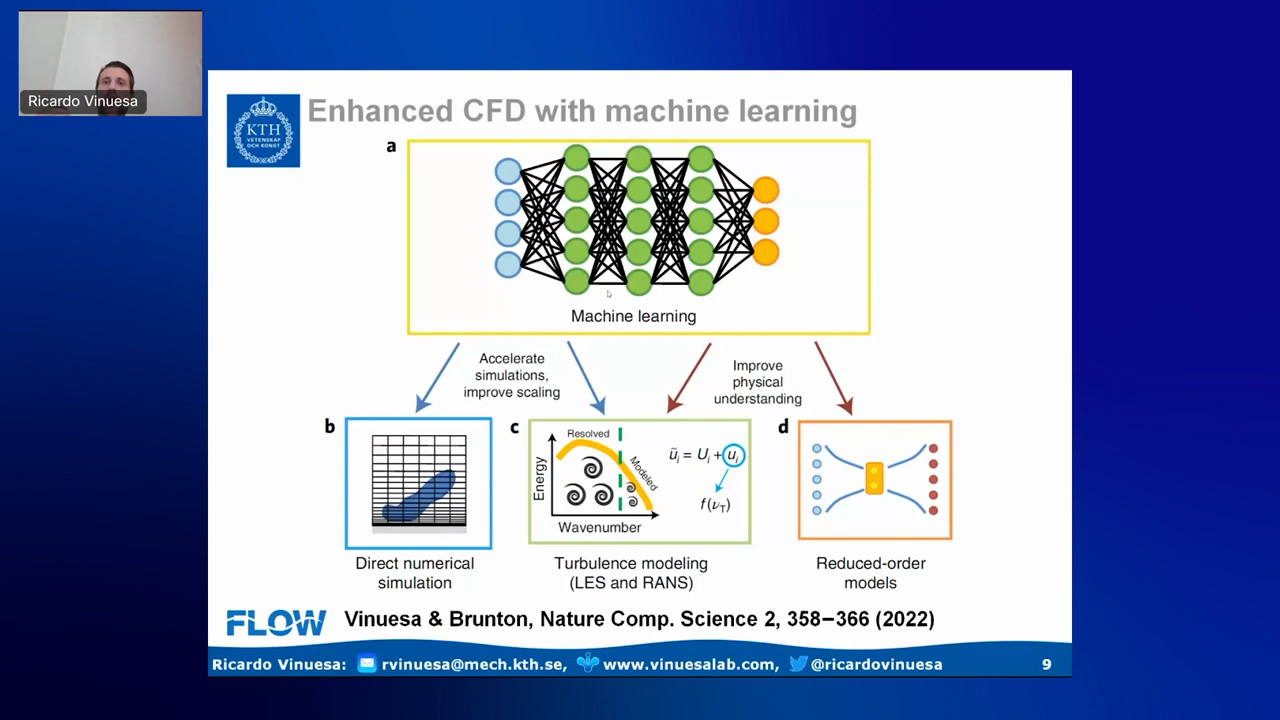 Ricardo Vinuesa
KTH
VETENSKAP
OCH KONST
Enhanced CFD with machine learning
a
Machine learning
Accelerate
simulations,
improve scaling
Improve
physical
understanding
b
Direct numerical
simulation
c
Resolved
Modeled
Energy
Wavenumber
ũᵢ = Uᵢ + uᵢ
f(νT)
Turbulence modeling
(LES and RANS)
d
Reduced-order
models
FLOW
Vinuesa & Brunton, Nature Comp. Science 2, 358–366 (2022)
Ricardo Vinuesa: rvinuesa@mech.kth.se, www.vinuesalab.com, @ricardovinuesa 9